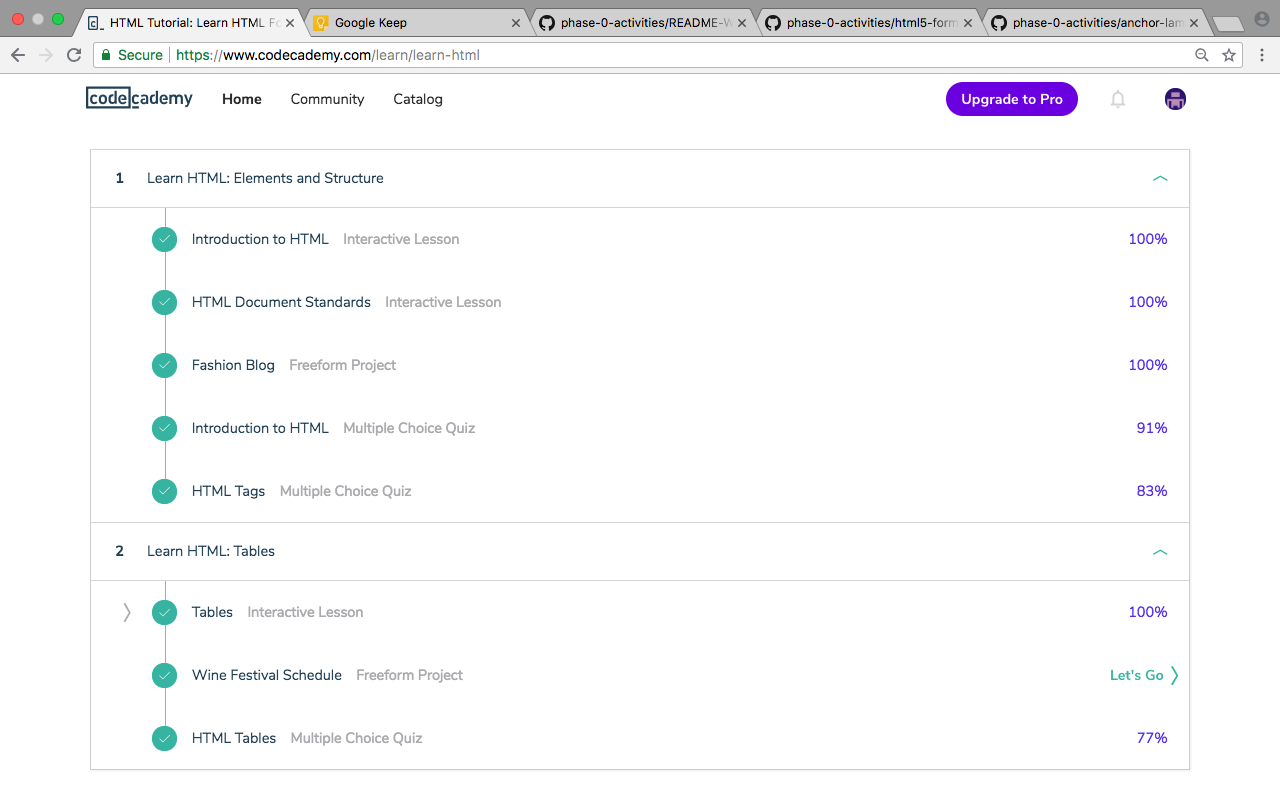 HTML Tutorial: Learn HTML Fo
Google Keep
phase-0-activities/README-W
phase-0-activities/html5-form
phase-0-activities/anchor-lam
Secure https://www.codecademy.com/learn/learn-html
codecademy Home Community Catalog Upgrade to Pro
1 Learn HTML: Elements and Structure
Introduction to HTML Interactive Lesson 100%
HTML Document Standards Interactive Lesson 100%
Fashion Blog Freeform Project 100%
Introduction to HTML Multiple Choice Quiz 91%
HTML Tags Multiple Choice Quiz 83%
2 Learn HTML: Tables
Tables Interactive Lesson 100%
Wine Festival Schedule Freeform Project Let's Go
HTML Tables Multiple Choice Quiz 77%